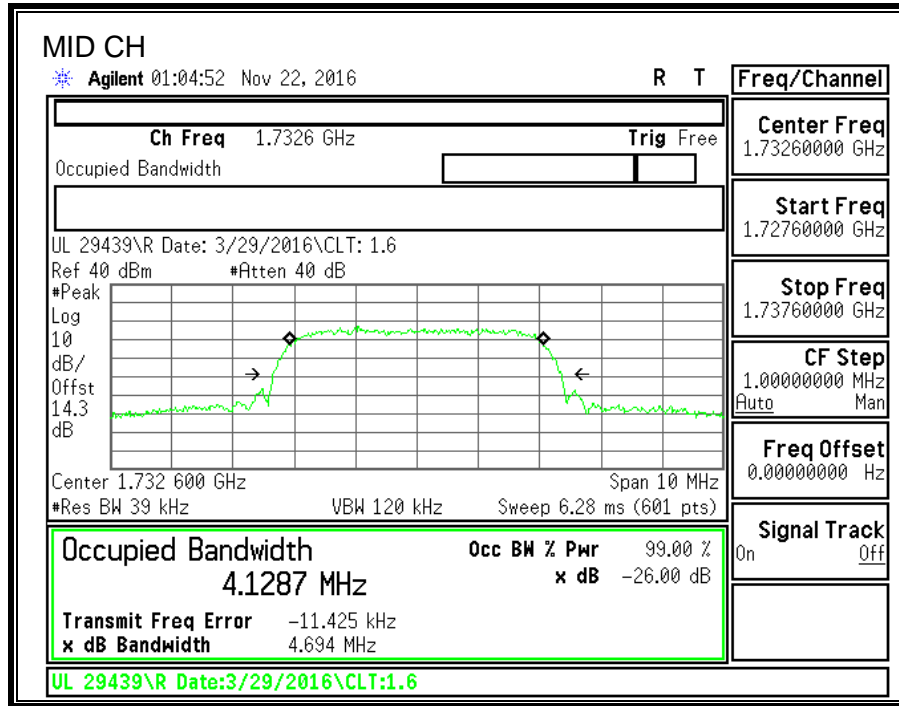 MID CH
Agilent 01:04:52 Nov 22, 2016 R T
Ch Freq 1.7326 GHz Trig Free
Occupied Bandwidth
UL 29439\R Date: 3/29/2016\CLT: 1.6
Ref 40 dBm #Atten 40 dB
#Peak
Log
10
dB/
Offst
14.3
dB
Center 1.732 600 GHz Span 10 MHz
#Res BW 39 kHz VBW 120 kHz Sweep 6.28 ms (601 pts)
Occupied Bandwidth Occ BW % Pwr 99.00 %
4.1287 MHz x dB -26.00 dB
Transmit Freq Error -11.425 kHz
x dB Bandwidth 4.694 MHz
UL 29439\R Date:3/29/2016\CLT:1.6
Freq/Channel
Center Freq
1.73260000 GHz
Start Freq
1.72760000 GHz
Stop Freq
1.73760000 GHz
CF Step
1.00000000 MHz
Auto Man
Freq Offset
0.00000000 Hz
Signal Track
On Off